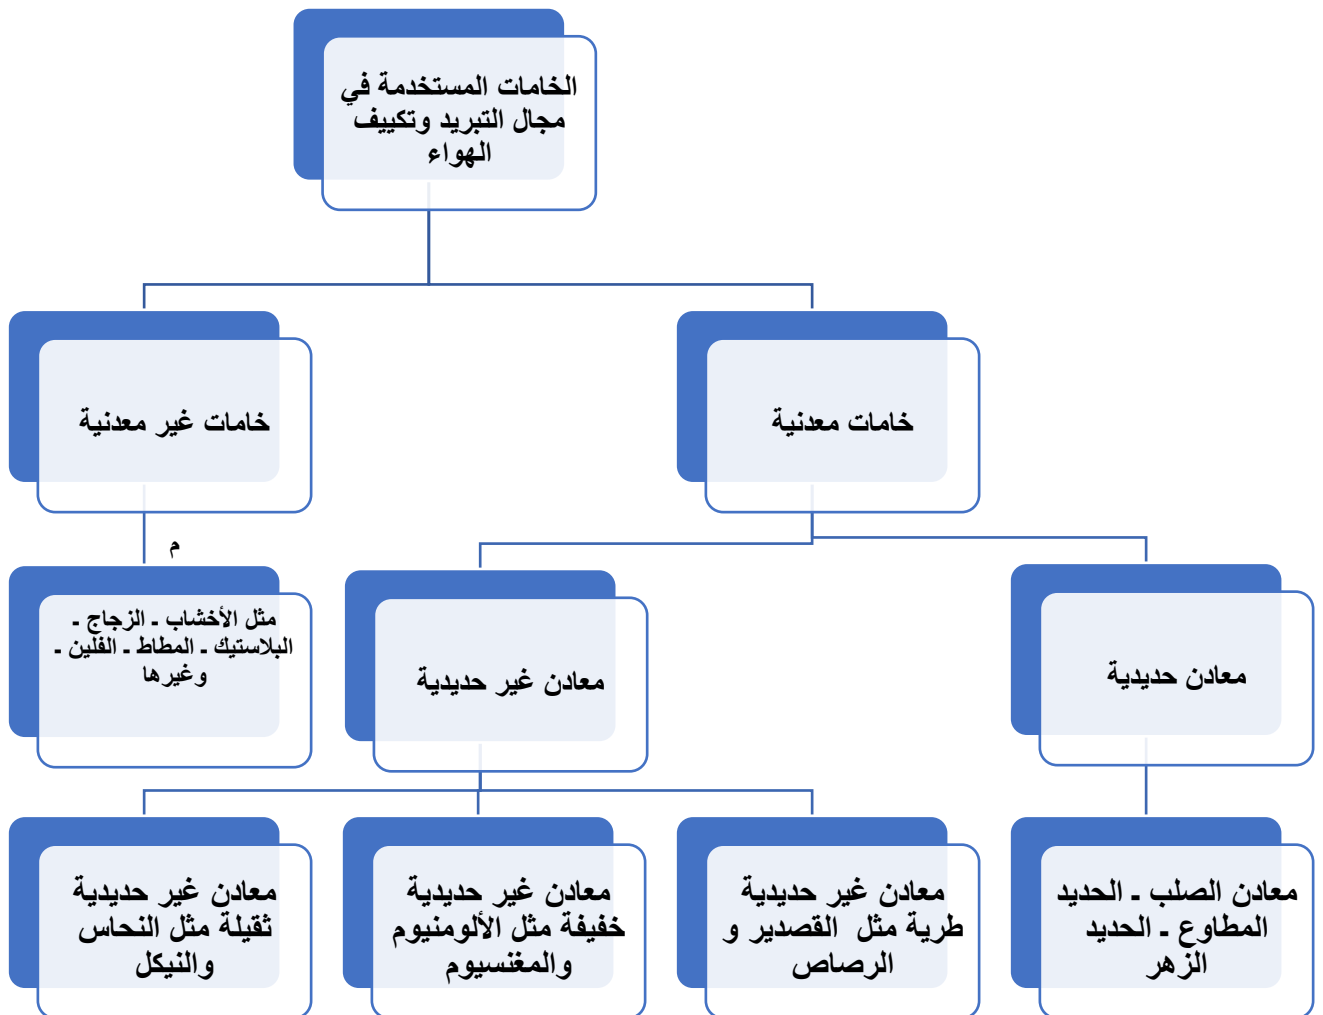 الخامات المستخدمة في
مجال التبريد وتكييف
الهواء
خامات معدنية
خامات غير معدنية
م
معادن حديدية
معادن غير حديدية
مثل الأخشاب ـ الزجاج ـ
البلاستيك ـ المطاط ـ الفلين ـ
وغيرها
معادن الصلب ـ الحديد
المطاوع ـ الحديد
الزهر
معادن غير حديدية
طرية مثل القصدير و
الرصاص
معادن غير حديدية
خفيفة مثل الألومنيوم
والمغنسيوم
معادن غير حديدية
ثقيلة مثل النحاس
والنيكل